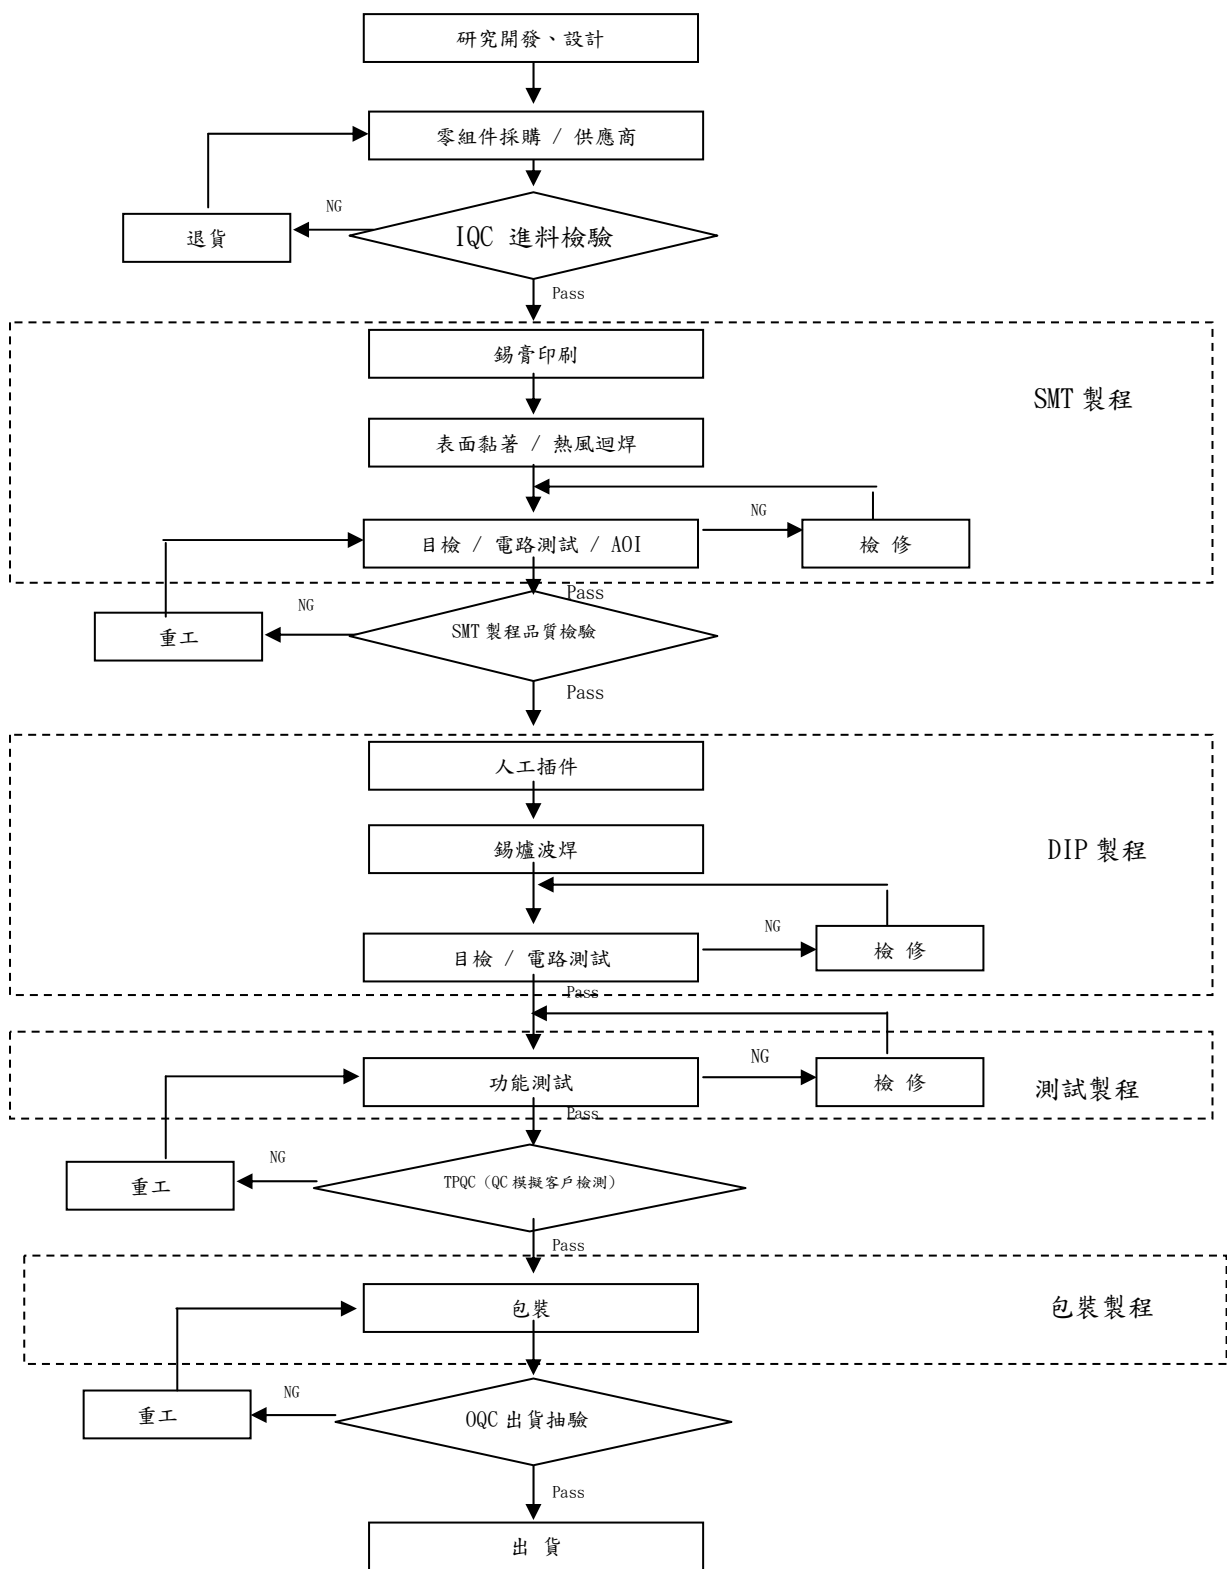 研究開發、設計
零組件採購 / 供應商
NG
退貨
IQC 進料檢驗
Pass
錫膏印刷
SMT 製程
表面黏著 / 熱風迴焊
NG
目檢 / 電路測試 / AOI
檢 修
Pass
NG
重工
SMT 製程品質檢驗
Pass
人工插件
錫爐波焊
DIP 製程
NG
目檢 / 電路測試
檢 修
Pass
NG
功能測試
檢 修
測試製程
Pass
NG
重工
TPQC (QC 模擬客戶檢測)
Pass
包裝
包裝製程
NG
重工
OQC 出貨抽驗
Pass
出 貨